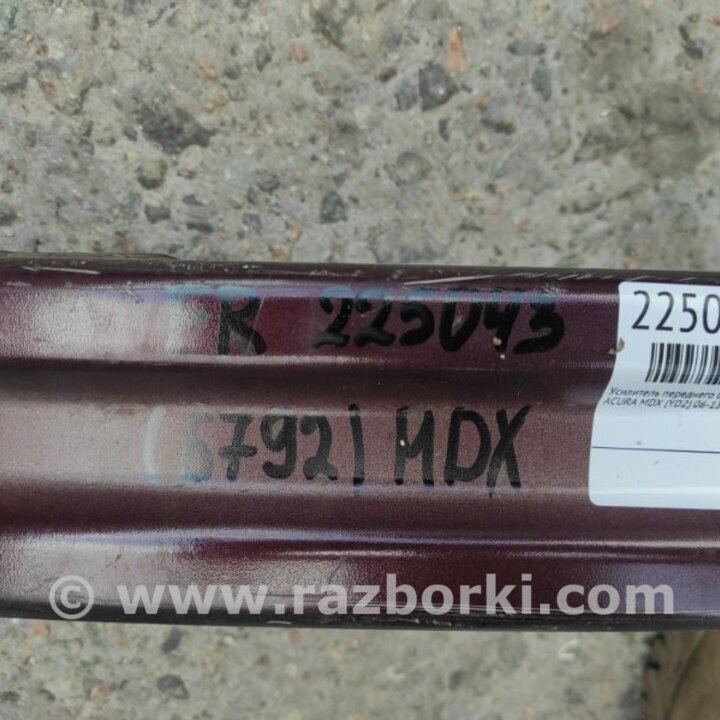 R 225043
2250
Усилитель переднего
ACURA MDX (YD2) 06-13
(5792) MDX
© www.razborki.com